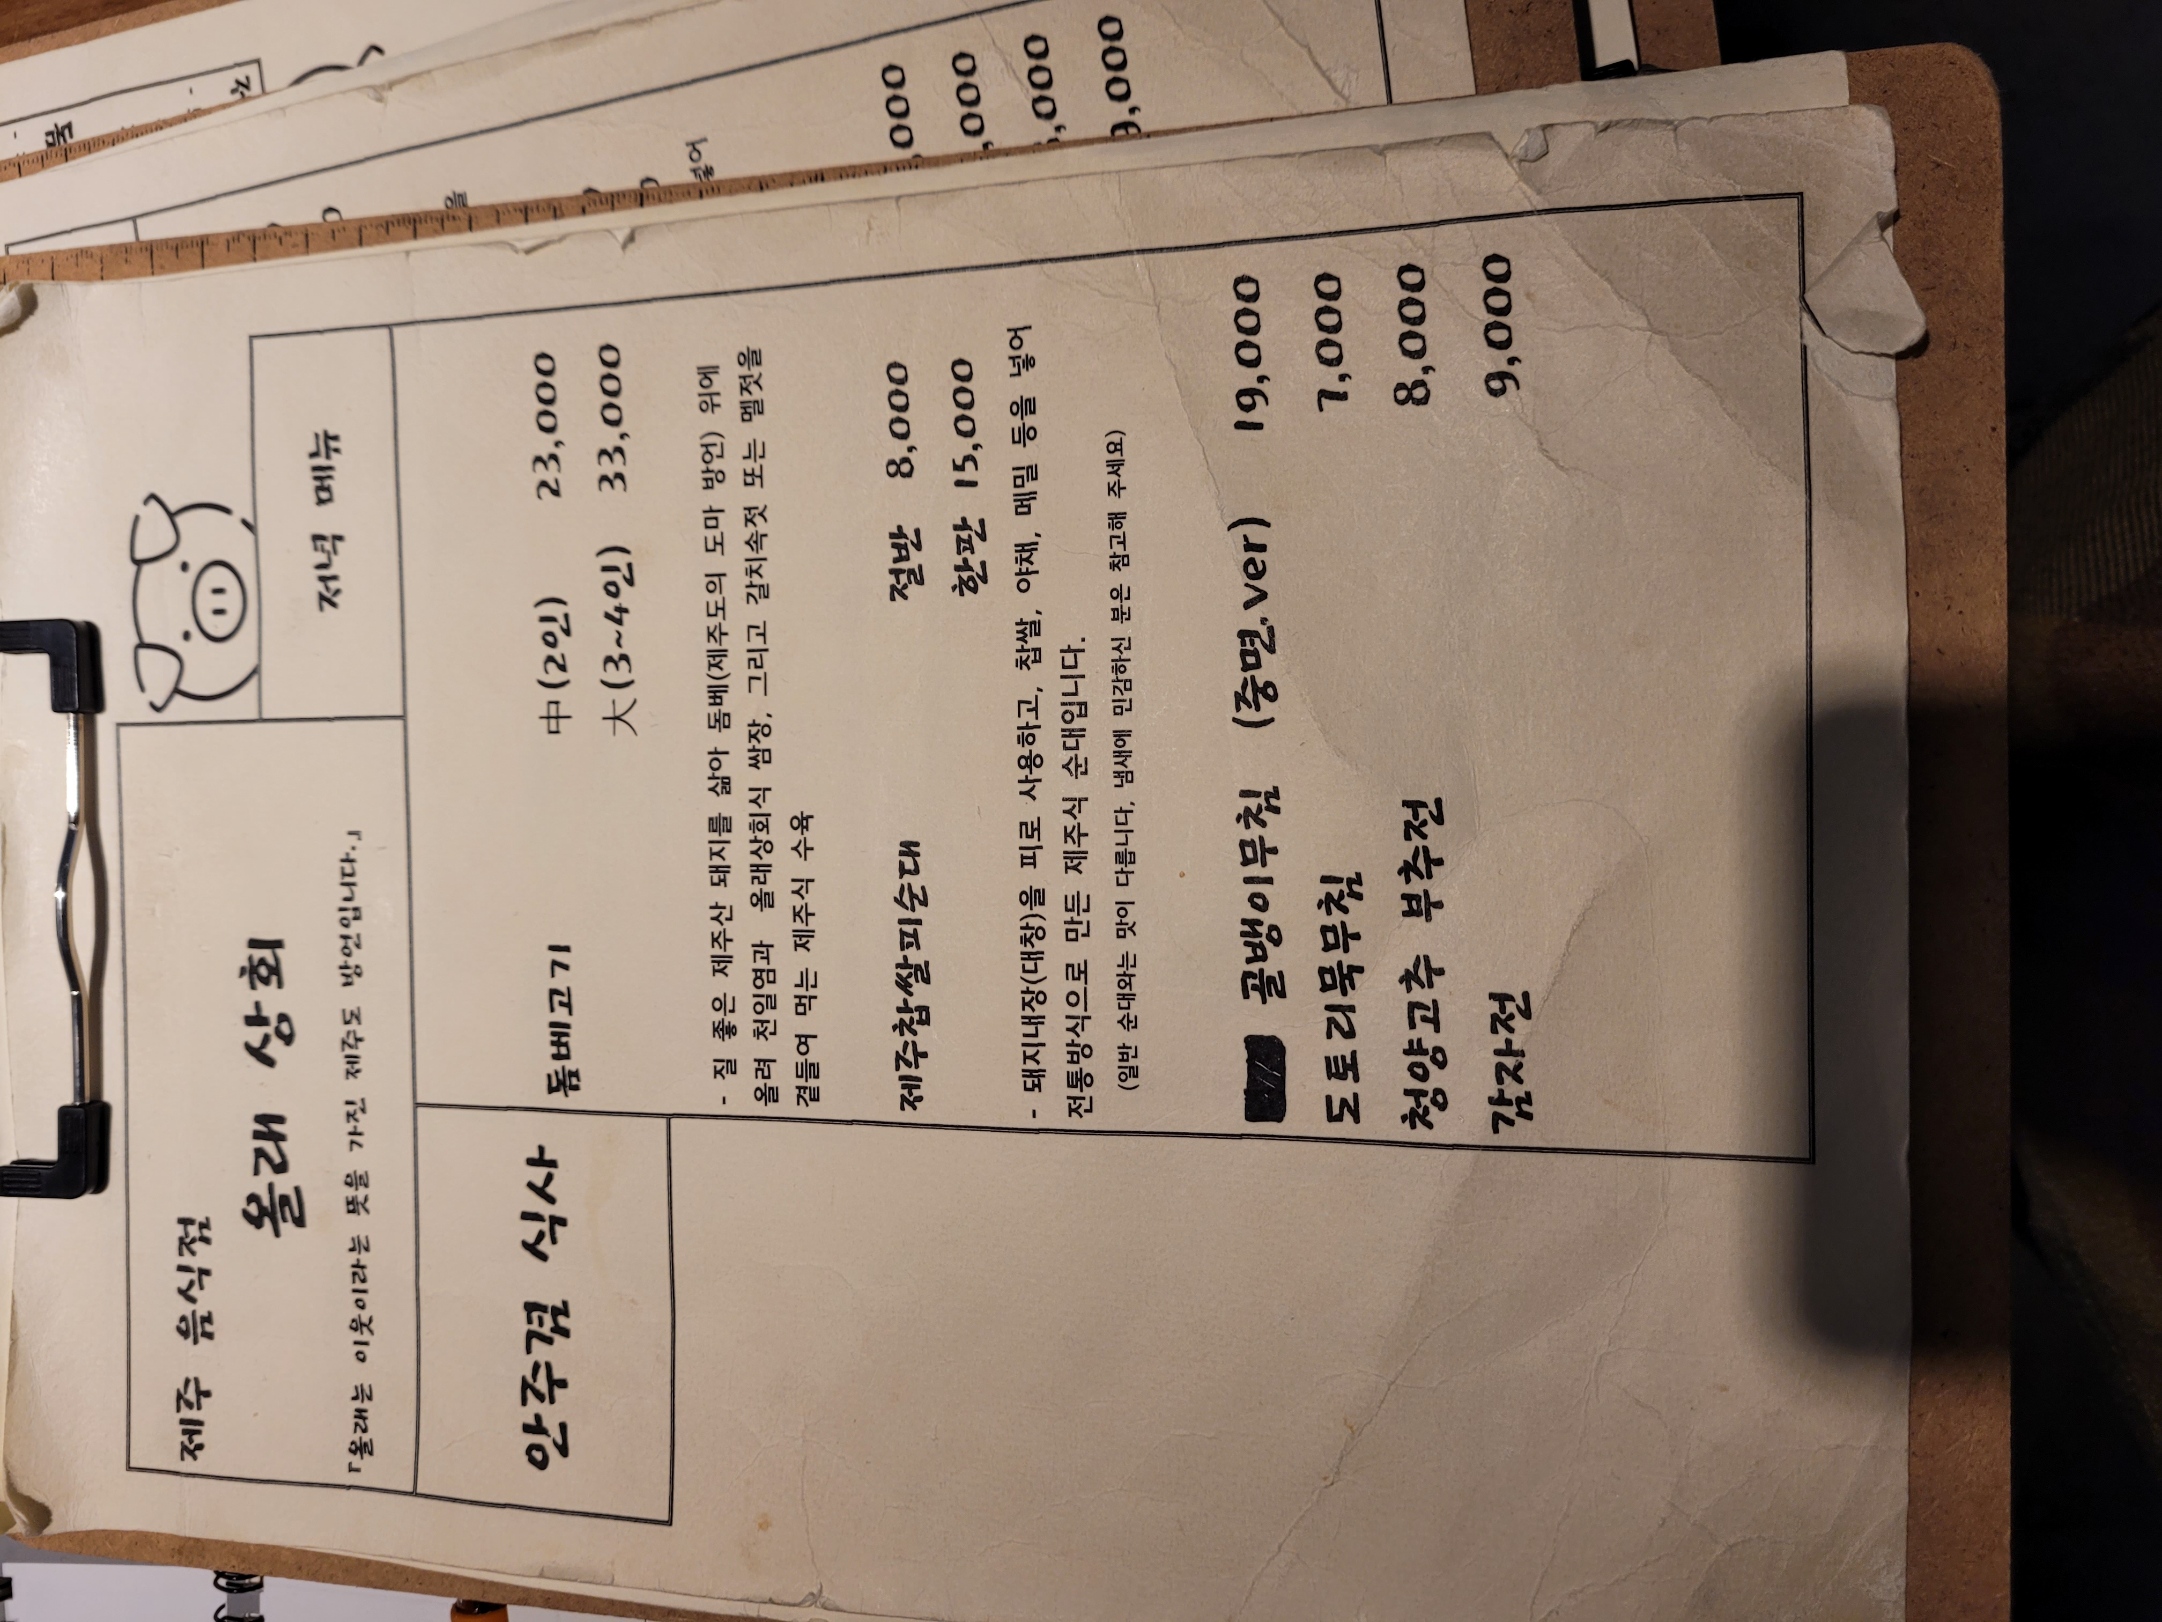 제주 음식점
올래 상회
『올래는 이웃이라는 뜻을 가진 제주도 방언입니다.』
저녁 메뉴
안주겸 식사
돔베고기 中(2인) 23,000
大(3~4인) 33,000
- 질 좋은 제주산 돼지를 삶아 돔베(제주도의 도마 방언) 위에
올려 천일염과 올래상회식 쌈장, 그리고 갈치속젓 또는 멜젓을
곁들여 먹는 제주식 수육
제주찹쌀피순대 절반 8,000
한판 15,000
- 돼지내장(대창)을 피로 사용하고, 찹쌀, 야채, 메밀 등을 넣어
전통방식으로 만든 제주식 순대입니다.
(일반 순대와는 맛이 다릅니다, 냄새에 민감하신 분은 참고해 주세요)
골뱅이무침 (중면.ver) 19,000
도토리묵무침 7,000
청양고추 부추전 8,000
감자전 9,000
넣어
,000
,000
,000
9,000